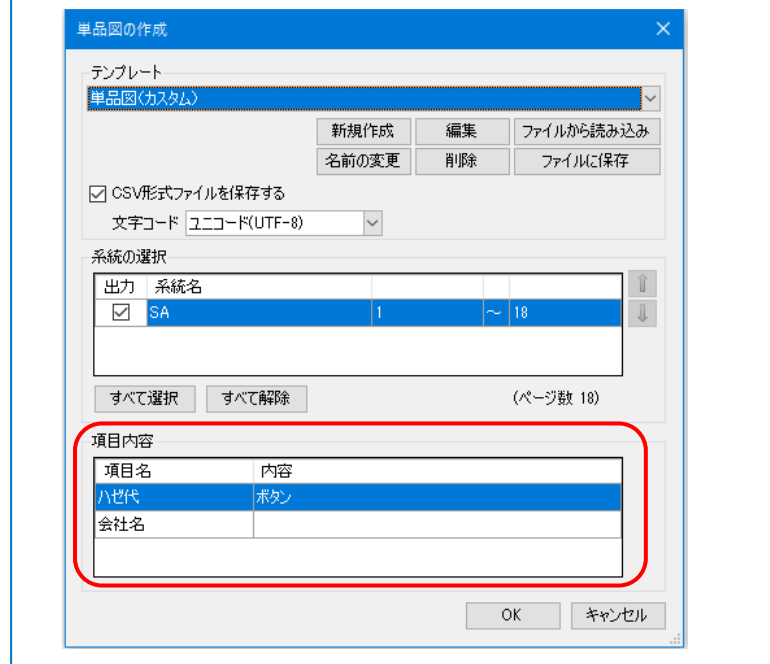 単品図の作成
テンプレート
単品図(カスタム)
新規作成 編集 ファイルから読み込み
名前の変更 削除 ファイルに保存
CSV形式ファイルを保存する
文字コード ユニコード(UTF-8)
系統の選択
出力 系統名
SA 1 ～ 18
すべて選択 すべて解除 (ページ数 18)
項目内容
項目名 内容
ハゼ代 ボタン
会社名
OK キャンセル